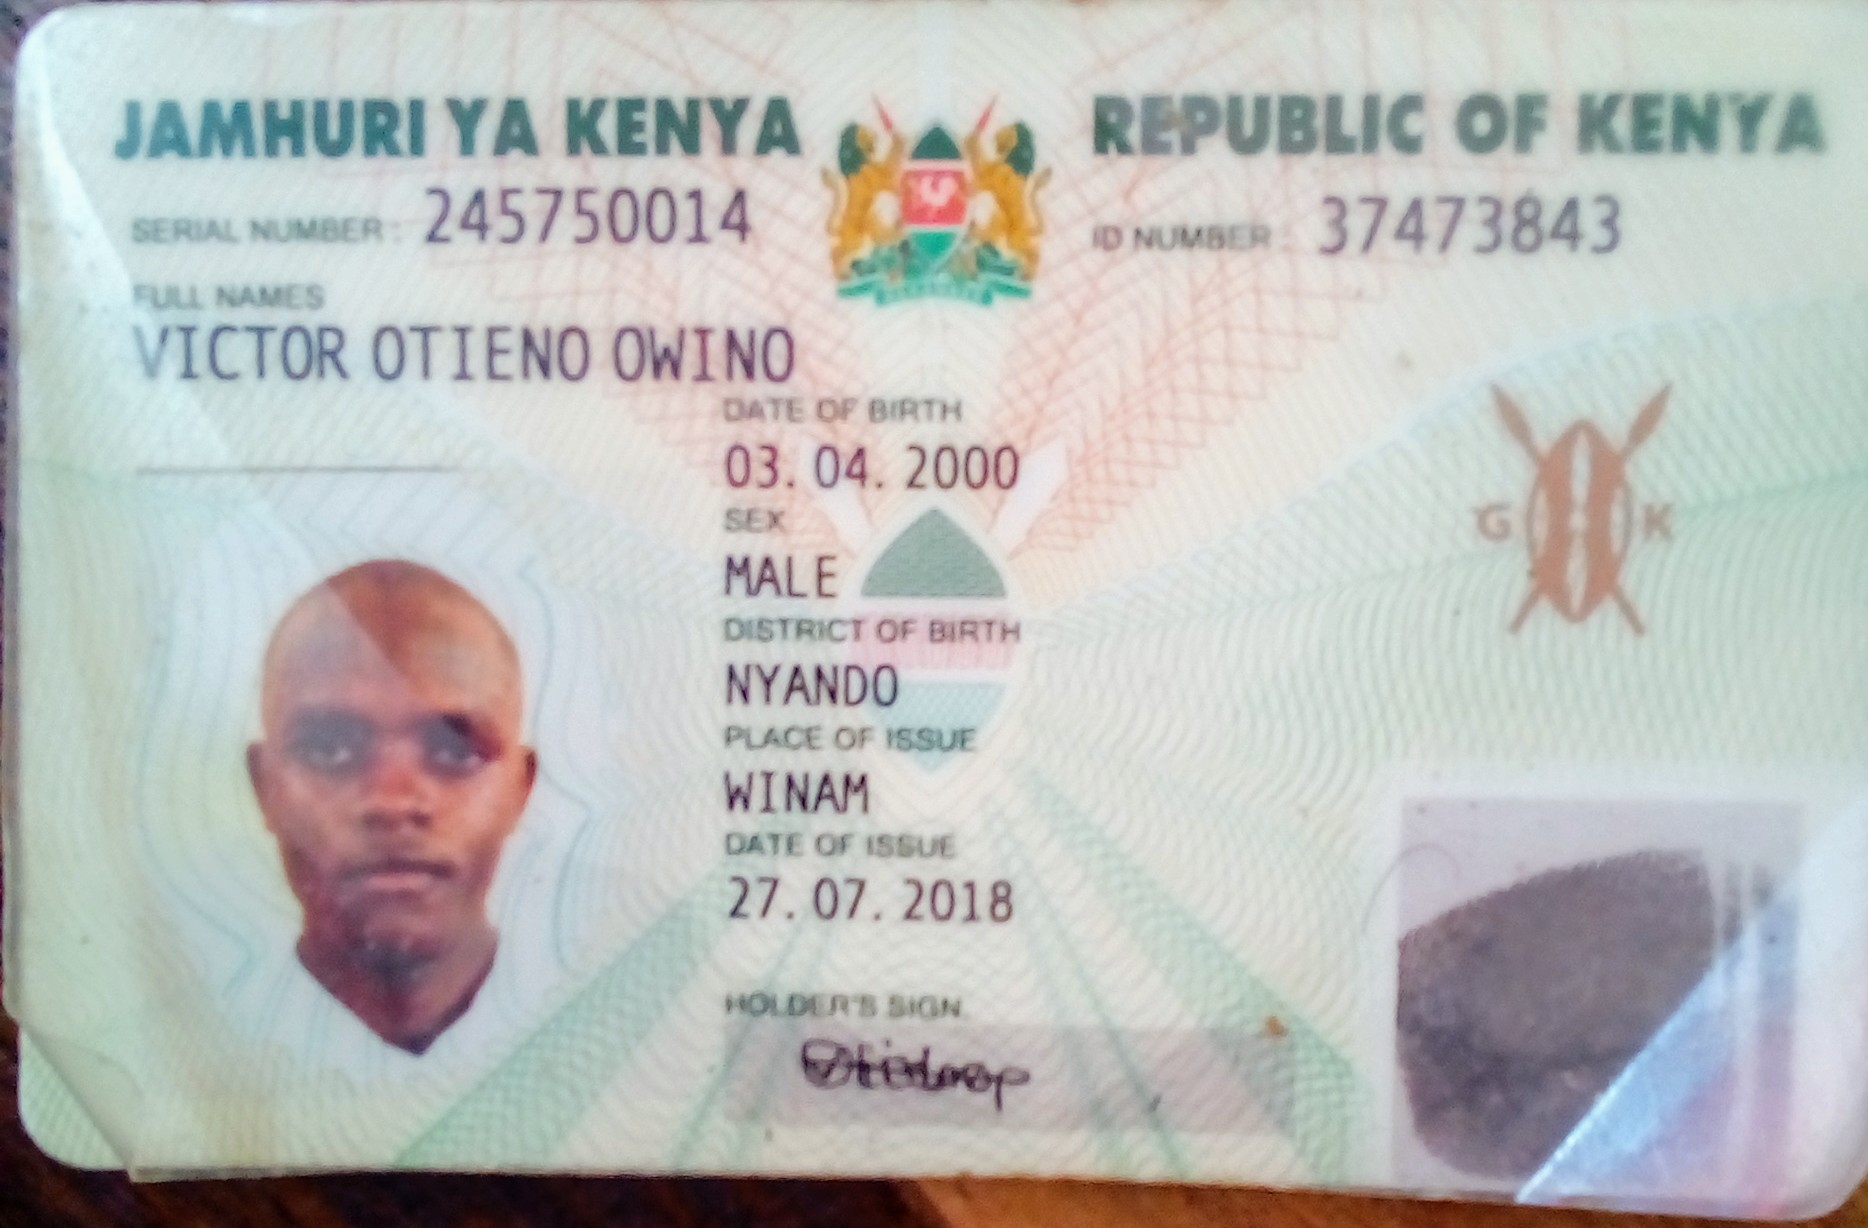 JAMHURI YA KENYA REPUBLIC OF KENYA
SERIAL NUMBER: 245750014 ID NUMBER: 37473843
FULL NAMES
VICTOR OTIENO OWINO
DATE OF BIRTH
03. 04. 2000
SEX
MALE
G K
DISTRICT OF BIRTH
NYANDO
PLACE OF ISSUE
WINAM
DATE OF ISSUE
27. 07. 2018
HOLDER'S SIGN.